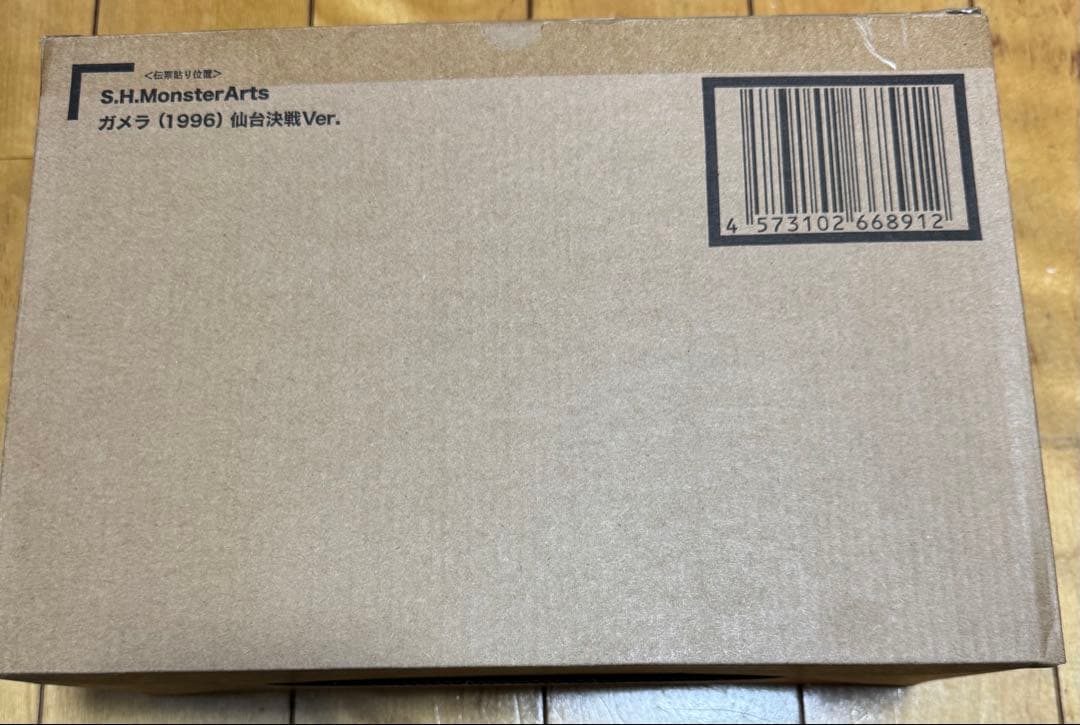 <伝票貼り位置>
S.H.MonsterArts
ガメラ（1996）仙台決戦Ver.
4 573102 668912